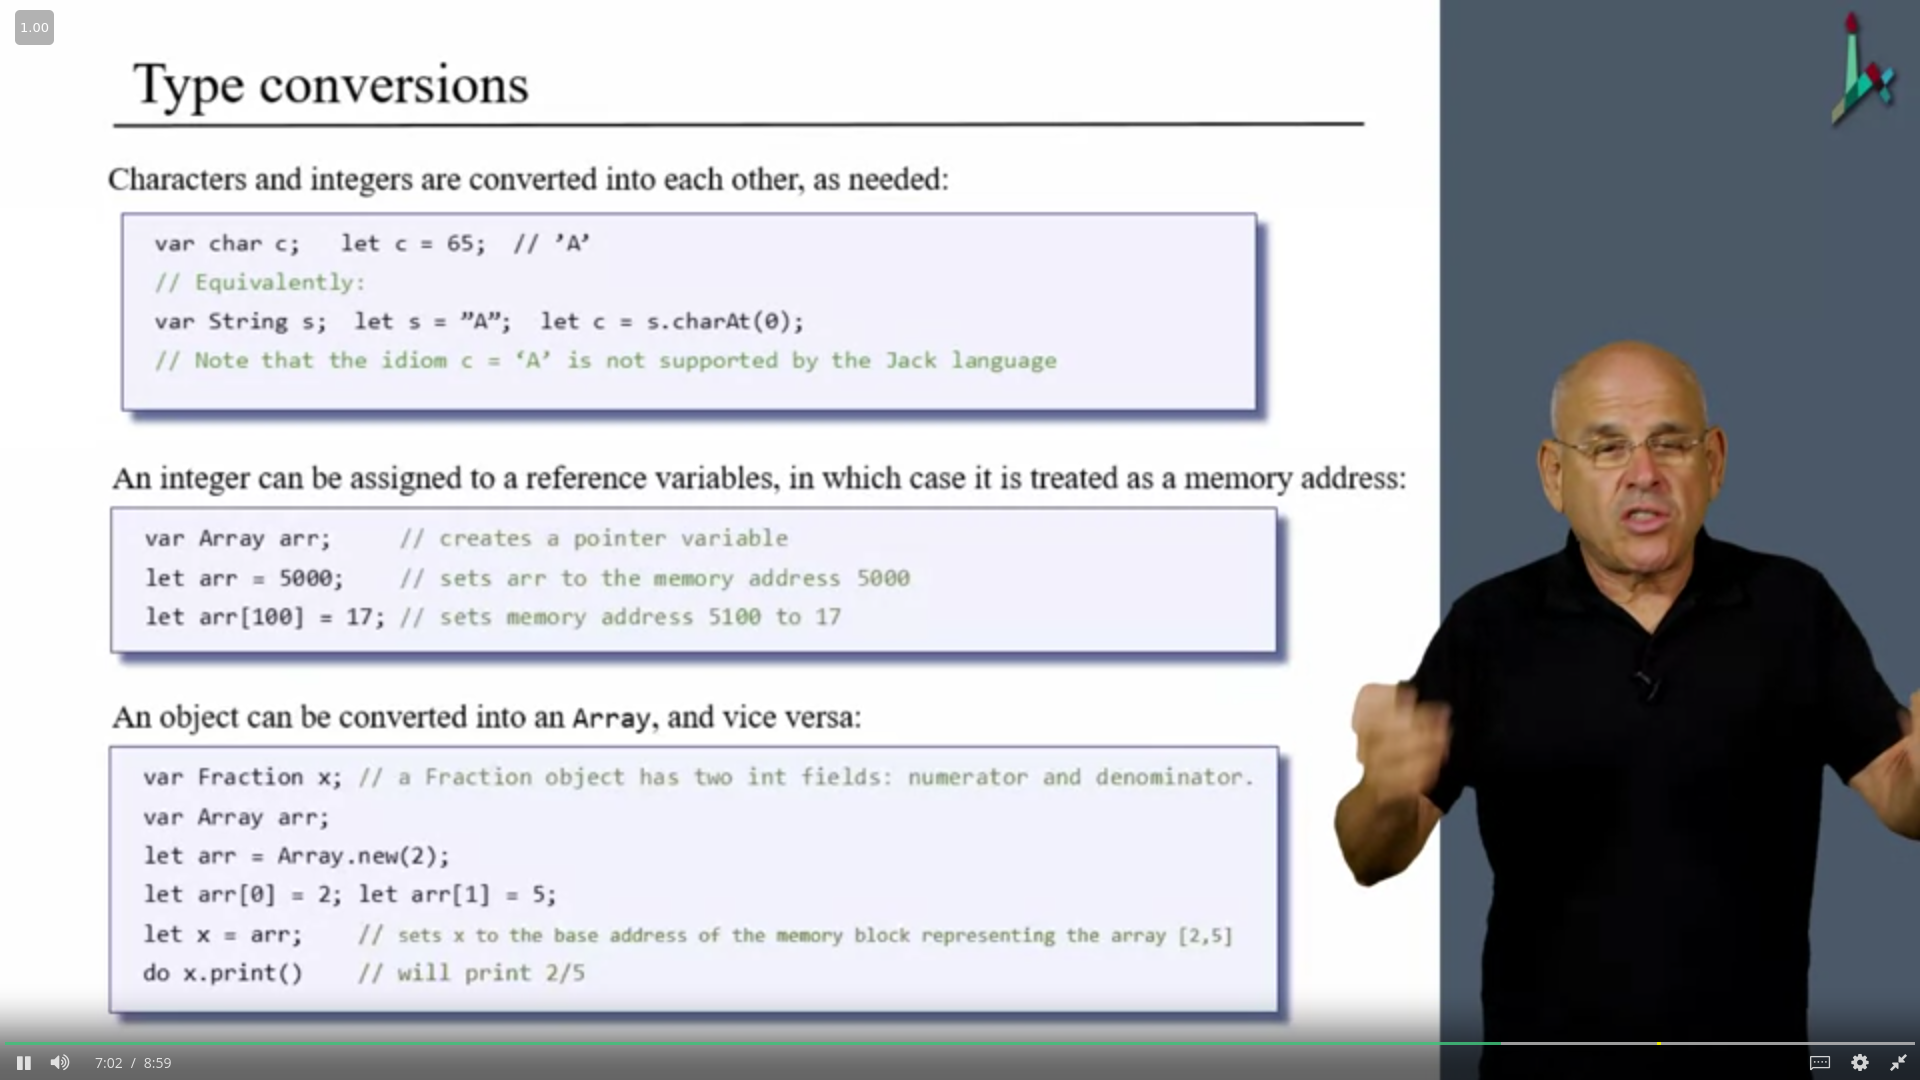 1.00
Type conversions
Characters and integers are converted into each other, as needed:
var char c;   let c = 65;  // ’A’
// Equivalently:
var String s;  let s = ”A”;  let c = s.charAt(0);
// Note that the idiom c = ‘A’ is not supported by the Jack language
An integer can be assigned to a reference variables, in which case it is treated as a memory address:
var Array arr;     // creates a pointer variable
let arr = 5000;    // sets arr to the memory address 5000
let arr[100] = 17; // sets memory address 5100 to 17
An object can be converted into an Array, and vice versa:
var Fraction x; // a Fraction object has two int fields: numerator and denominator.
var Array arr;
let arr = Array.new(2);
let arr[0] = 2; let arr[1] = 5;
let x = arr;    // sets x to the base address of the memory block representing the array [2,5]
do x.print()    // will print 2/5
7:02 / 8:59